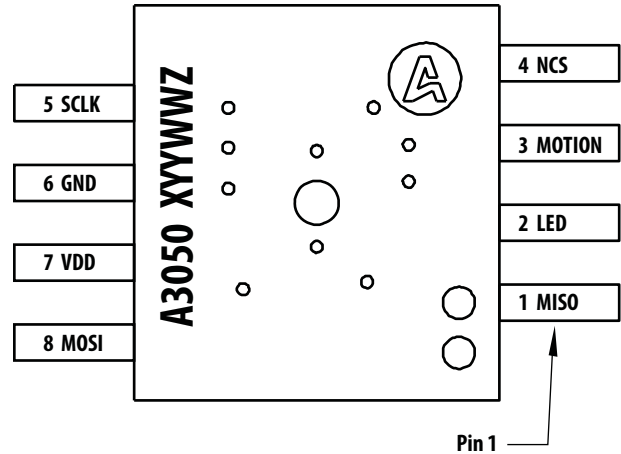 5 SCLK
6 GND
7 VDD
8 MOSI
A3050 XYYWWZ
A
4 NCS
3 MOTION
2 LED
1 MISO
Pin 1